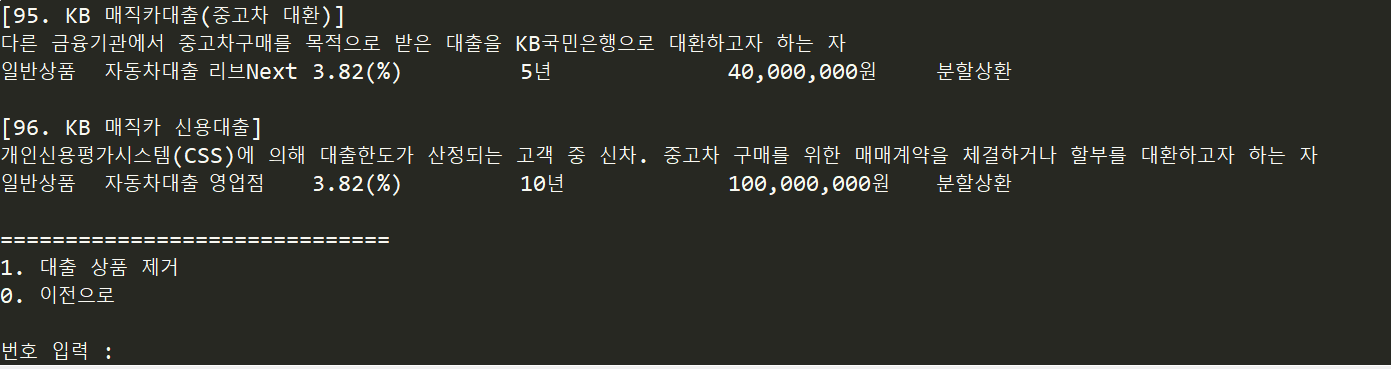 [95. KB 매직카대출(중고차 대환)]
다른 금융기관에서 중고차구매를 목적으로 받은 대출을 KB국민은행으로 대환하고자 하는 자
일반상품 자동차대출 리브Next 3.82(%) 5년 40,000,000원 분할상환
[96. KB 매직카 신용대출]
개인신용평가시스템(CSS)에 의해 대출한도가 산정되는 고객 중 신차. 중고차 구매를 위한 매매계약을 체결하거나 할부를 대환하고자 하는 자
일반상품 자동차대출 영업점 3.82(%) 10년 100,000,000원 분할상환
==============================
1. 대출 상품 제거
0. 이전으로
번호 입력 :